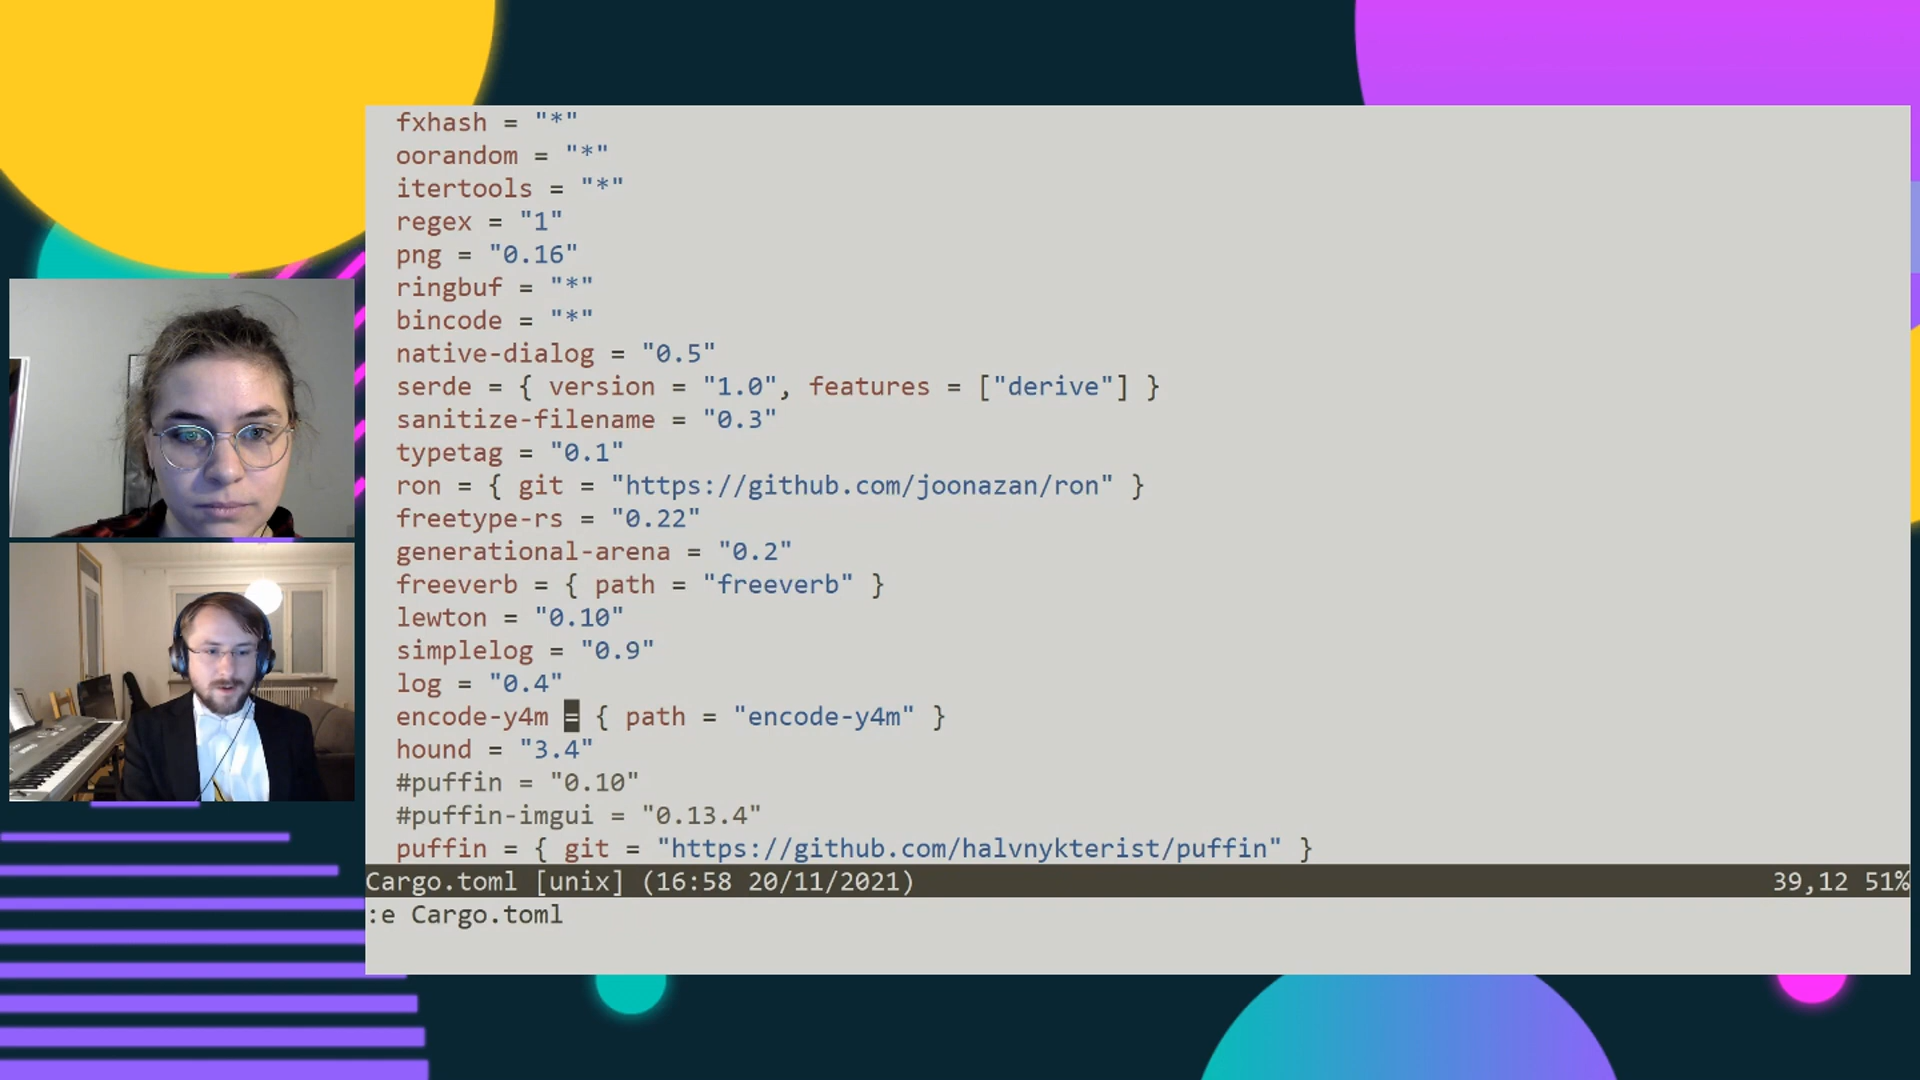 fxhash = "*"
oorandom = "*"
itertools = "*"
regex = "1"
png = "0.16"
ringbuf = "*"
bincode = "*"
native-dialog = "0.5"
serde = { version = "1.0", features = ["derive"] }
sanitize-filename = "0.3"
typetag = "0.1"
ron = { git = "https://github.com/joonazan/ron" }
freetype-rs = "0.22"
generational-arena = "0.2"
freeverb = { path = "freeverb" }
lewton = "0.10"
simplelog = "0.9"
log = "0.4"
encode-y4m = { path = "encode-y4m" }
hound = "3.4"
#puffin = "0.10"
#puffin-imgui = "0.13.4"
puffin = { git = "https://github.com/halvnykterist/puffin" }
Cargo.toml [unix] (16:58 20/11/2021) 39,12 51%
:e Cargo.toml